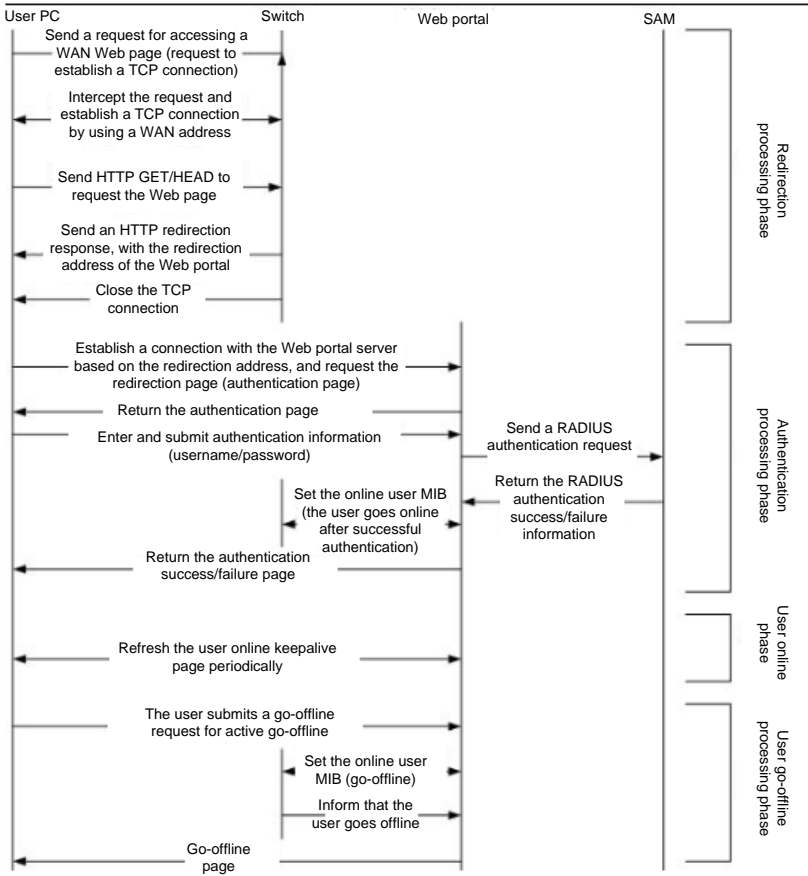 User PC
Switch
Web portal
SAM
Send a request for accessing a
WAN Web page (request to
establish a TCP connection)
Intercept the request and
establish a TCP connection
by using a WAN address
Send HTTP GET/HEAD to
request the Web page
Send an HTTP redirection
response, with the redirection
address of the Web portal
Close the TCP
connection
Redirection
processing phase
Establish a connection with the Web portal server
based on the redirection address, and request the
redirection page (authentication page)
Return the authentication page
Enter and submit authentication information
(username/password)
Send a RADIUS
authentication request
Return the RADIUS
authentication
success/failure
information
Set the online user MIB
(the user goes online
after successful
authentication)
Return the authentication
success/failure page
Authentication
processing phase
Refresh the user online keepalive
page periodically
User online
phase
The user submits a go-offline
request for active go-offline
Set the online user
MIB (go-offline)
Inform that the
user goes offline
Go-offline
page
User go-offline
processing phase